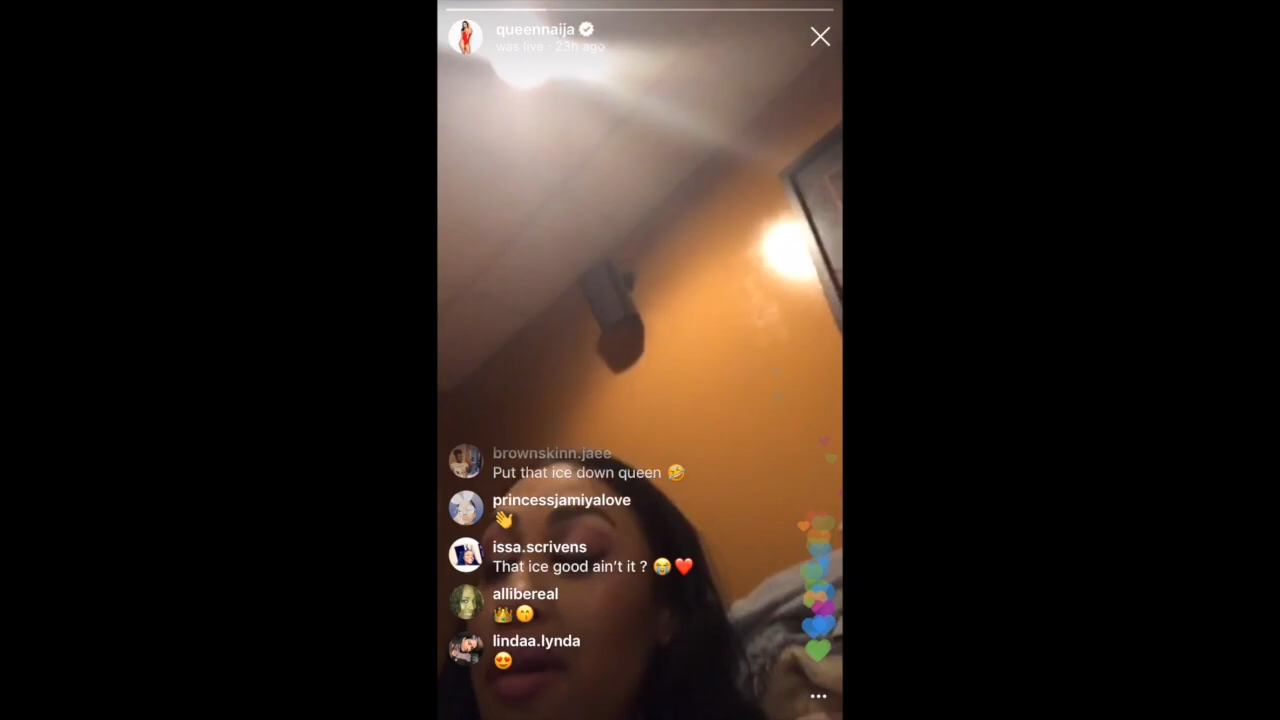 queennaija
was live · 23h ago
brownskinn.jaee
Put that ice down queen 🤣
princessjamiyalove
👋
issa.scrivens
That ice good ain’t it ? 😭❤️
allibereal
👑😙
lindaa.lynda
😍